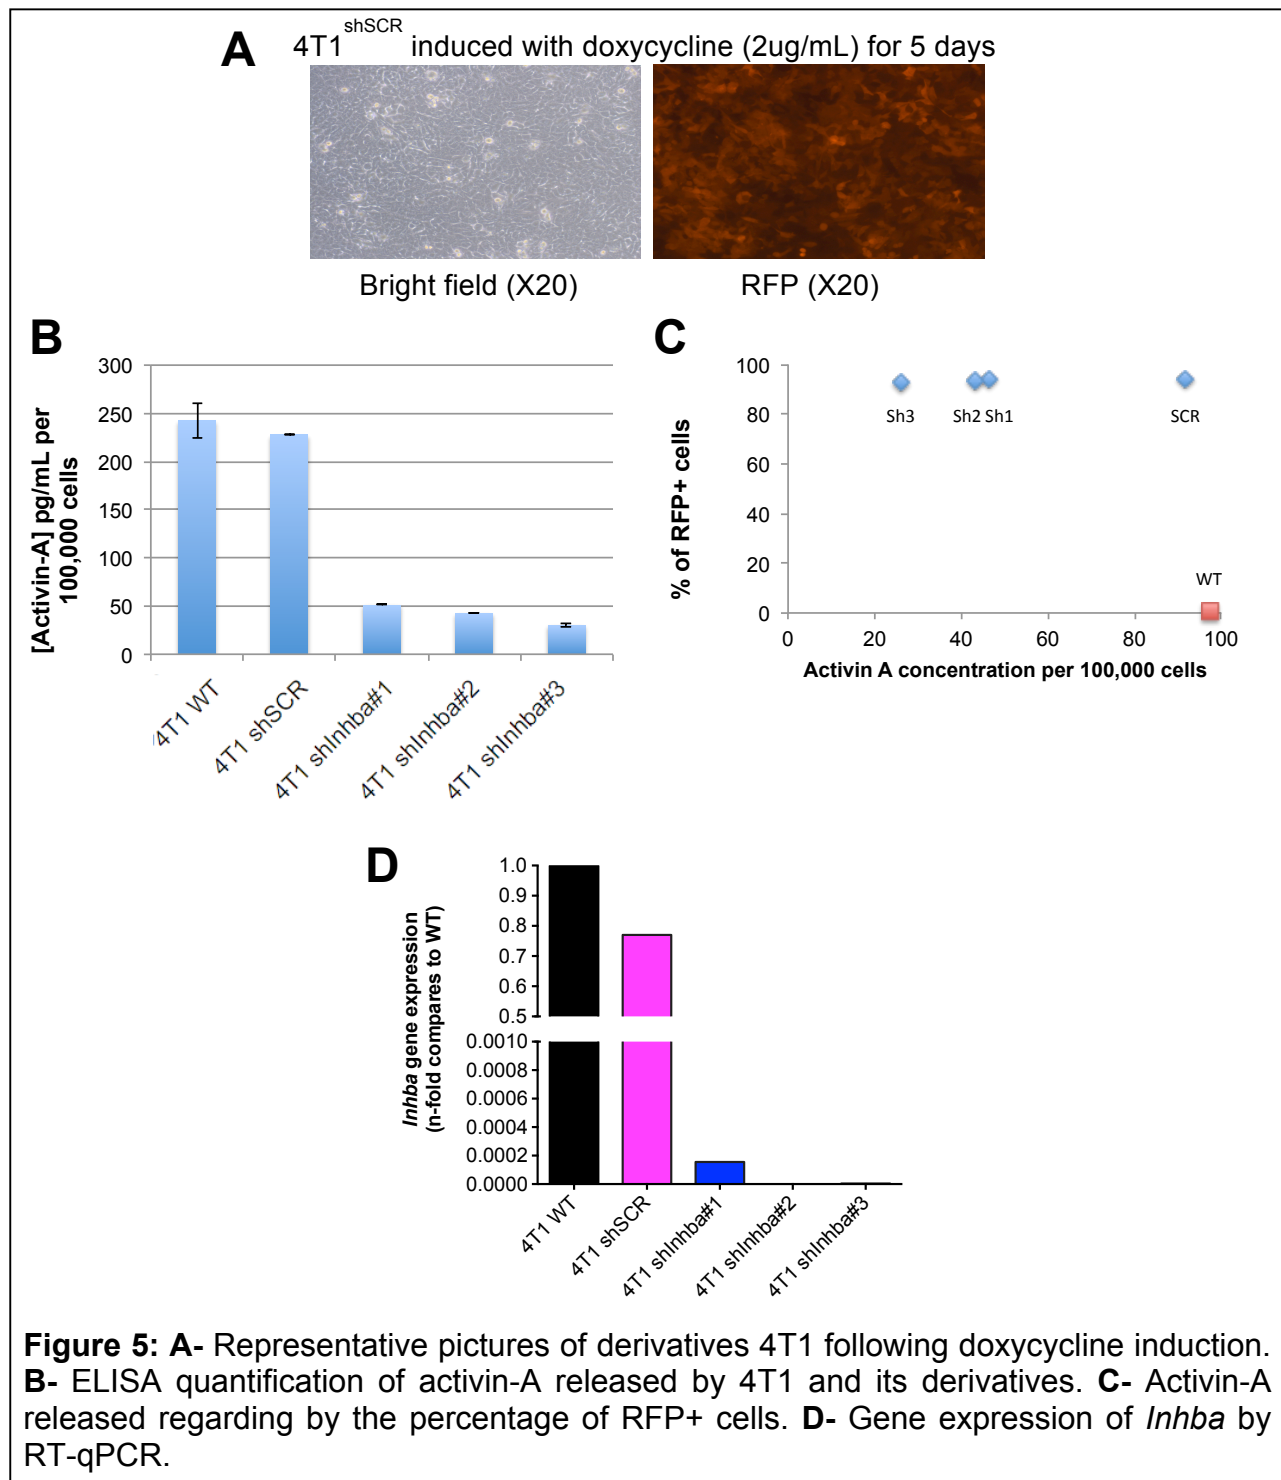 A
4T1shSCR induced with doxycycline (2ug/mL) for 5 days
Bright field (X20)
RFP (X20)
B
[Activin-A] pg/mL per
100,000 cells
300
250
200
150
100
50
0
4T1 WT
4T1 shSCR
4T1 shInhba#1
4T1 shInhba#2
4T1 shInhba#3
C
% of RFP+ cells
100
80
60
40
20
0
Sh3
Sh2
Sh1
SCR
WT
0
20
40
60
80
100
Activin A concentration per 100,000 cells
D
Inhba gene expression
(n-fold compares to WT)
1.0
0.9
0.8
0.7
0.6
0.5
0.0010
0.0008
0.0006
0.0004
0.0002
0.0000
4T1 WT
4T1 shSCR
4T1 shInhba#1
4T1 shInhba#2
4T1 shInhba#3
Figure 5: A- Representative pictures of derivatives 4T1 following doxycycline induction.
B- ELISA quantification of activin-A released by 4T1 and its derivatives. C- Activin-A
released regarding by the percentage of RFP+ cells. D- Gene expression of Inhba by
RT-qPCR.